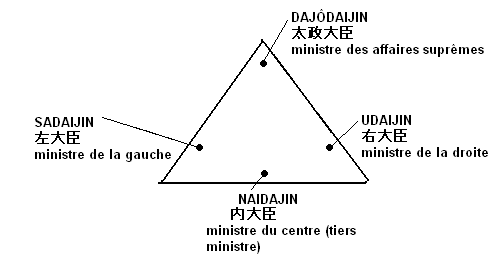 DAJÔDAIJIN
太政大臣
ministre des affaires suprêmes
SADAIJIN
左大臣
ministre de la gauche
UDAIJIN
右大臣
ministre de la droite
NAIDAJIN
内大臣
ministre du centre (tiers
ministre)